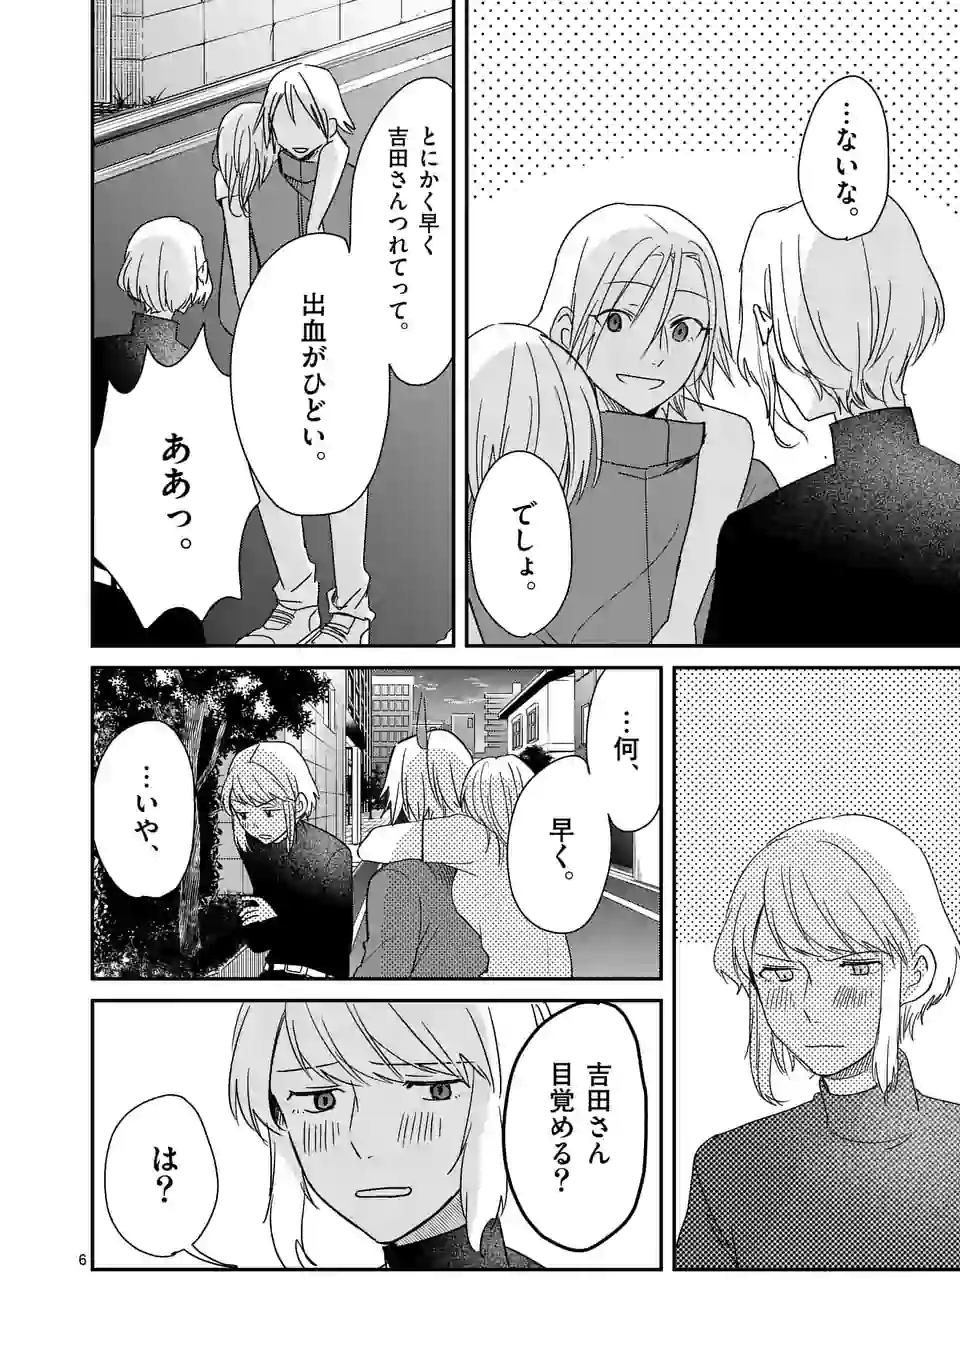 …ないな。
でしょ。
とにかく早く
吉田さんつれてって。
出血がひどい。
ああっ。
…何、
早く。
…いや、
吉田さん
目覚める？
は？
6